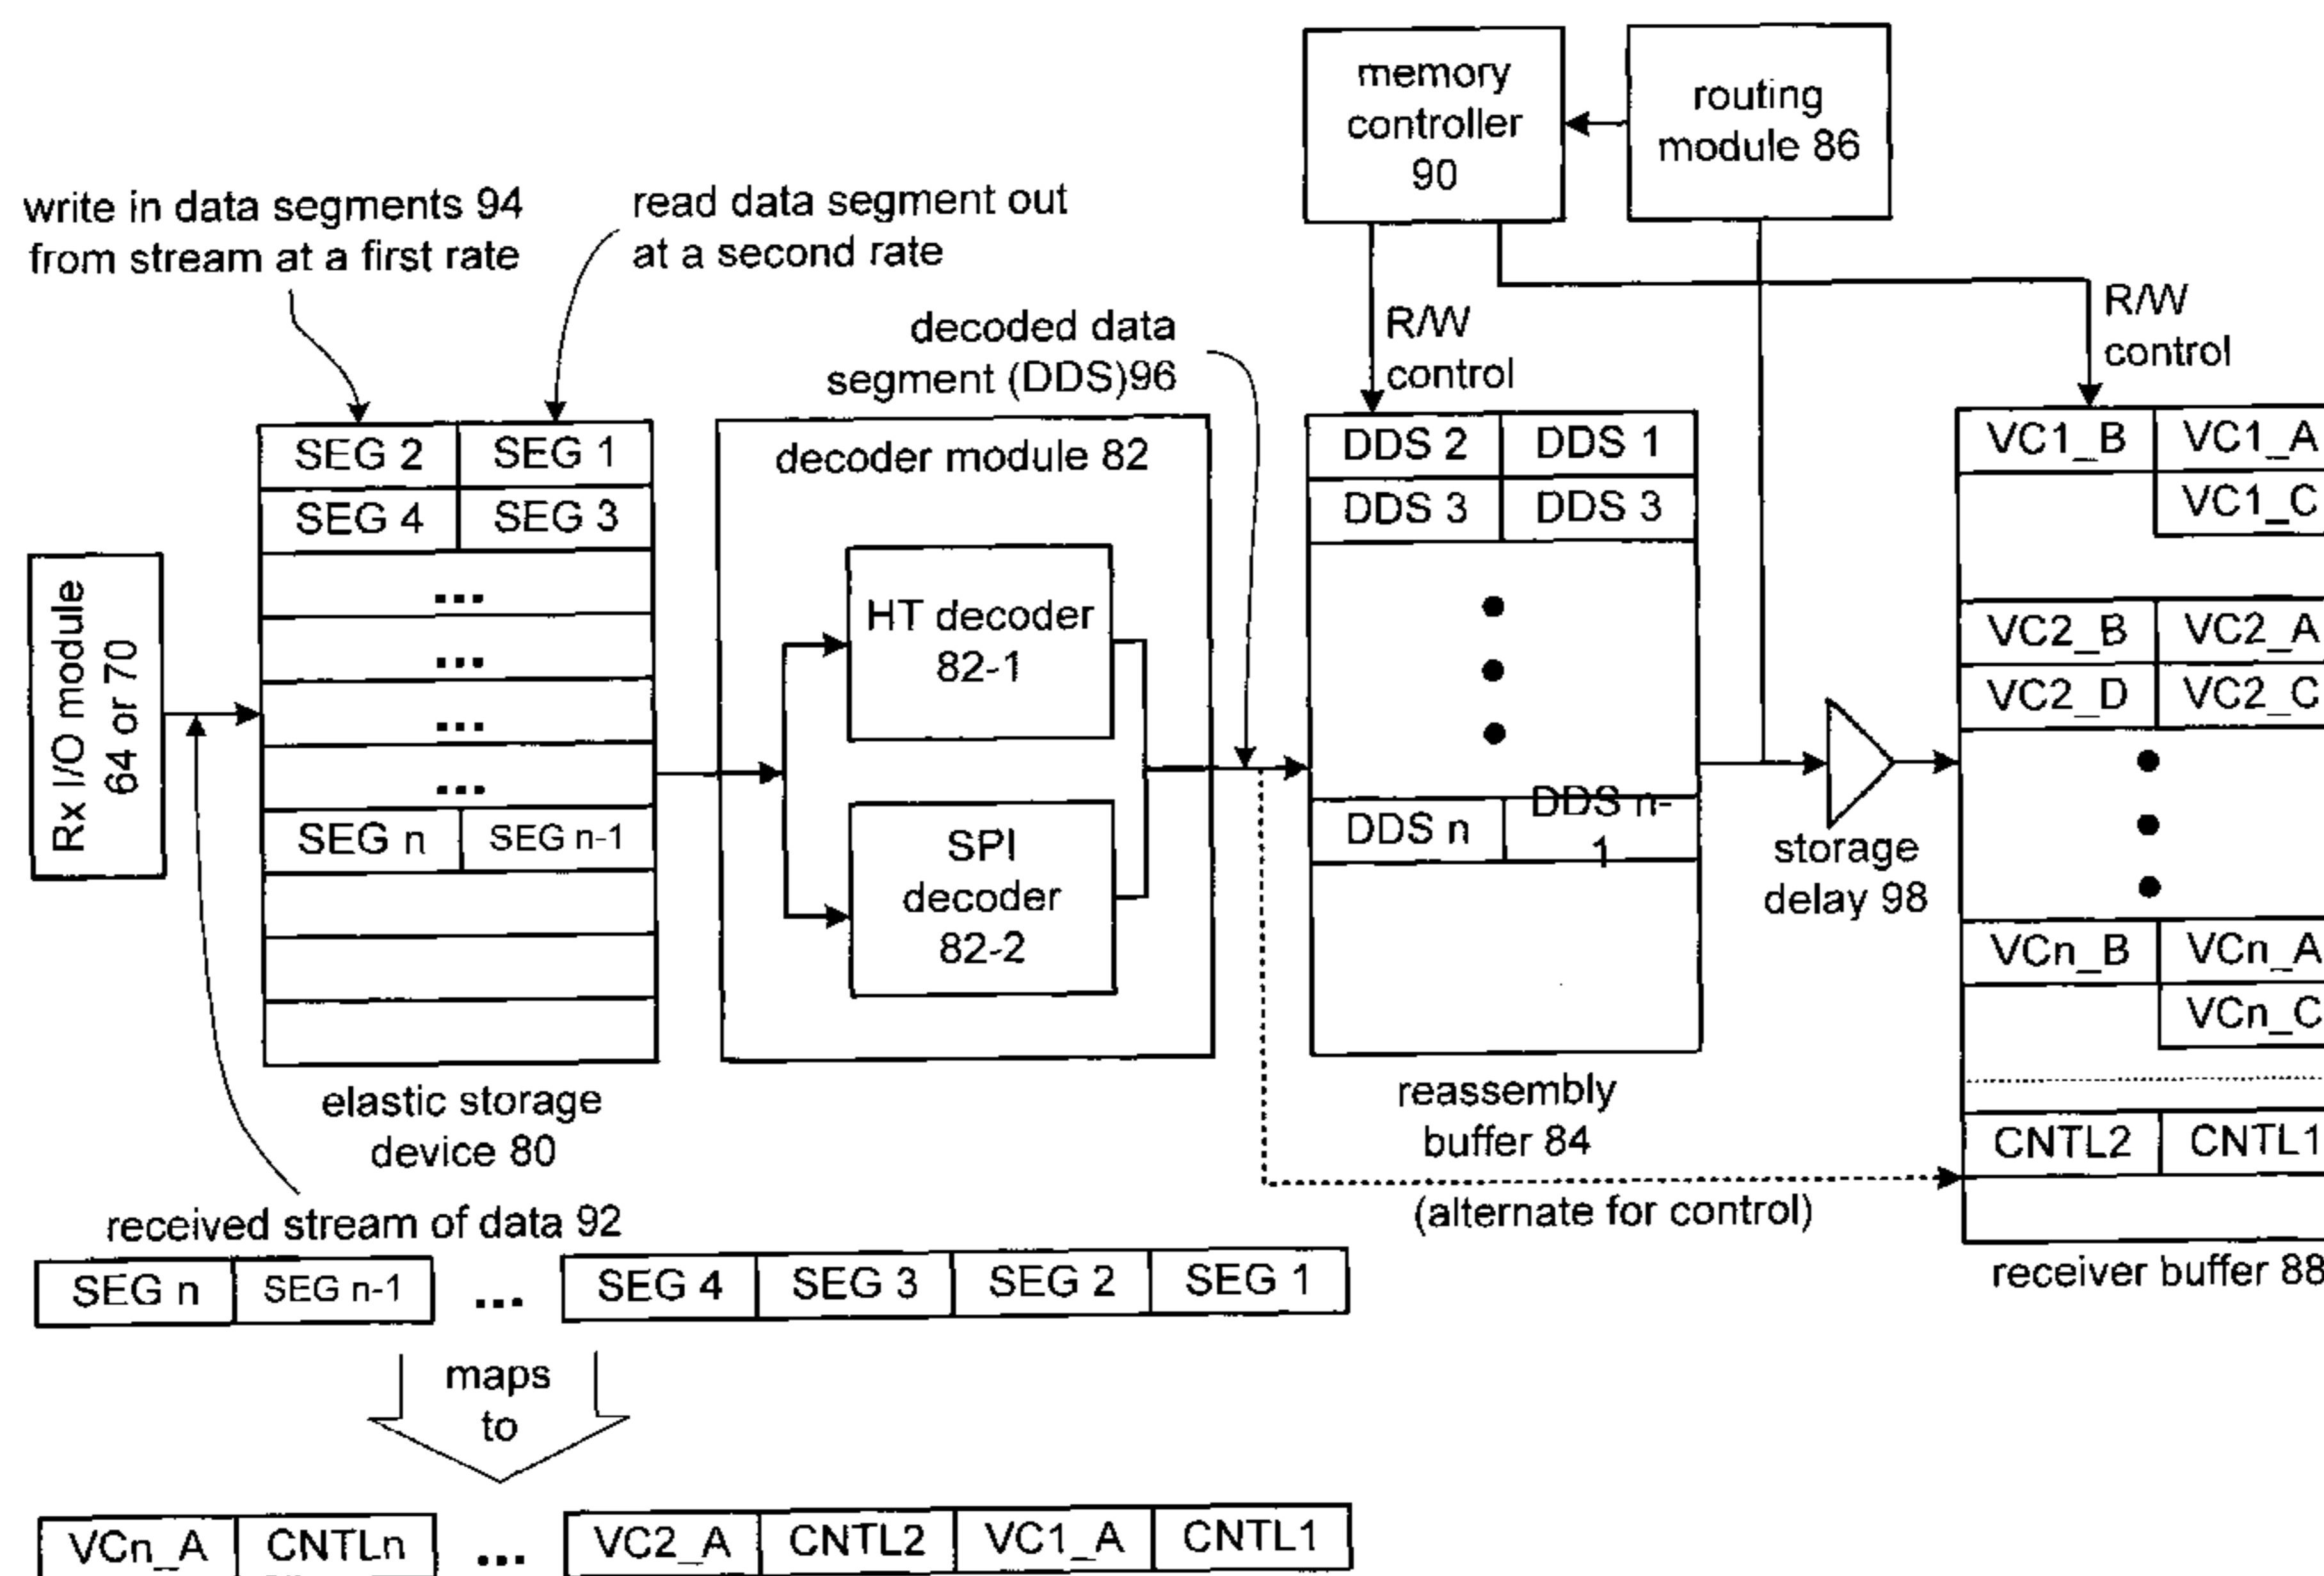 memory
controller
90
routing
module 86
write in data segments 94
from stream at a first rate
read data segment out
at a second rate
decoded data
segment (DDS)96
R/W
control
R/W
control
SEG 2 SEG 1
SEG 4 SEG 3
...
...
...
...
SEG n SEG n-1
elastic storage
device 80
Rx I/O module
64 or 70
decoder module 82
HT decoder
82-1
SPI
decoder
82-2
DDS 2 DDS 1
DDS 3 DDS 3
DDS n DDS n-
1
reassembly
buffer 84
storage
delay 98
VC1_B VC1_A
VC1_C
VC2_B VC2_A
VC2_D VC2_C
VCn_B VCn_A
VCn_C
CNTL2 CNTL1
receiver buffer 88
(alternate for control)
received stream of data 92
SEG n SEG n-1 ... SEG 4 SEG 3 SEG 2 SEG 1
maps
to
VCn_A CNTLn ... VC2_A CNTL2 VC1_A CNTL1